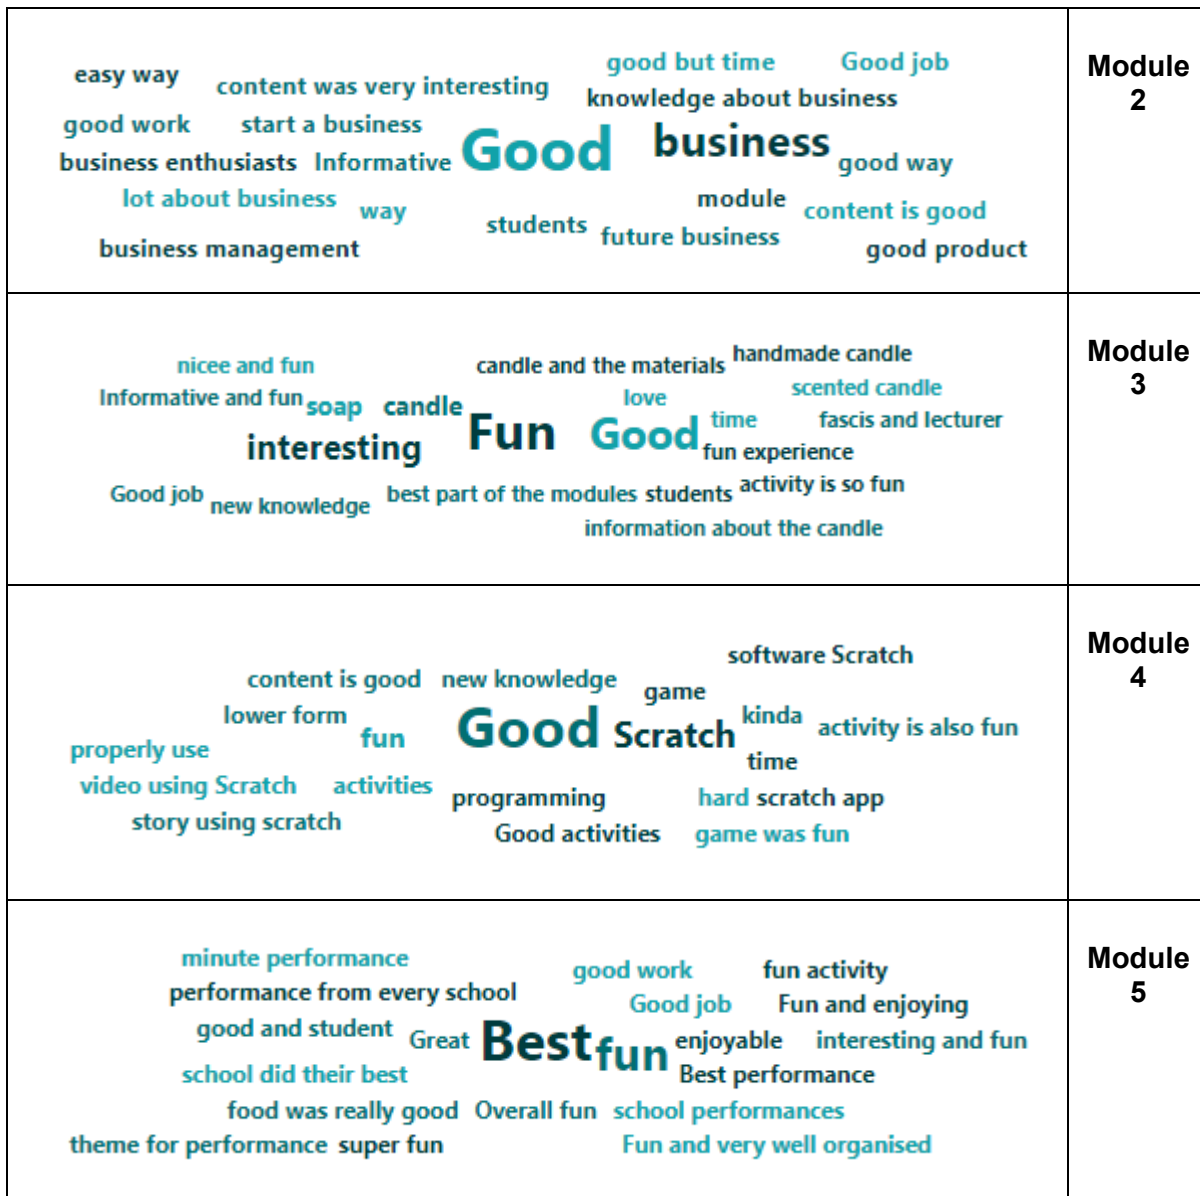 good but time Good job
easy way content was very interesting knowledge about business
good work start a business Good business
business enthusiasts Informative good way
lot about business way students module content is good
business management future business good product
Module
2
nicee and fun candle and the materials handmade candle
Informative and fun soap candle love scented candle
interesting Fun Good time fascis and lecturer
fun experience
Good job new knowledge best part of the modules students activity is so fun
information about the candle
Module
3
software Scratch
content is good new knowledge game
lower form fun Good Scratch kinda activity is also fun
properly use time
video using Scratch activities programming hard scratch app
story using scratch Good activities game was fun
Module
4
minute performance good work fun activity
performance from every school Good job Fun and enjoying
good and student Great Best fun enjoyable interesting and fun
school did their best Best performance
food was really good Overall fun school performances
theme for performance super fun Fun and very well organised
Module
5